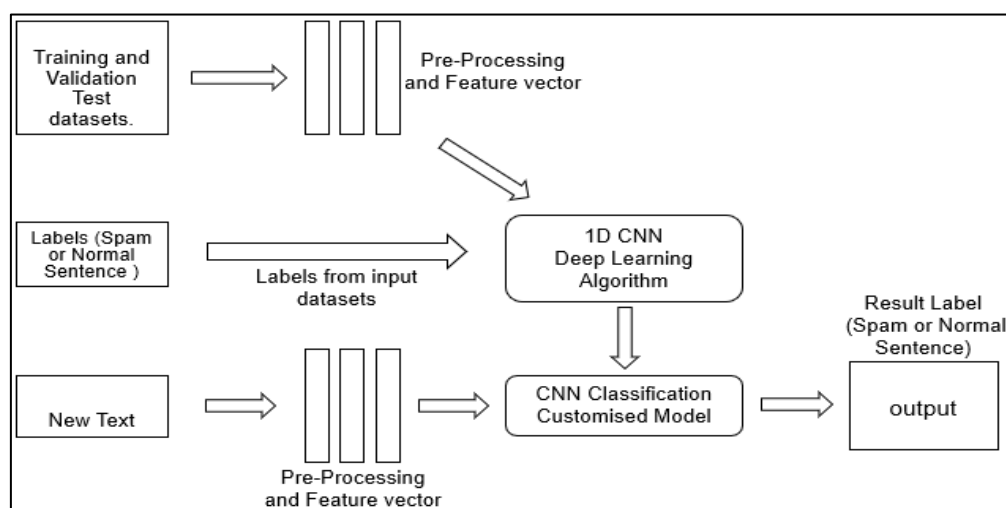 Training and
Validation
Test
datasets.
Pre-Processing
and Feature vector
Labels (Spam
or Normal
Sentence )
Labels from input
datasets
1D CNN
Deep Learning
Algorithm
New Text
Pre-Processing
and Feature vector
CNN Classification
Customised Model
Result Label
(Spam or Normal
Sentence)
output